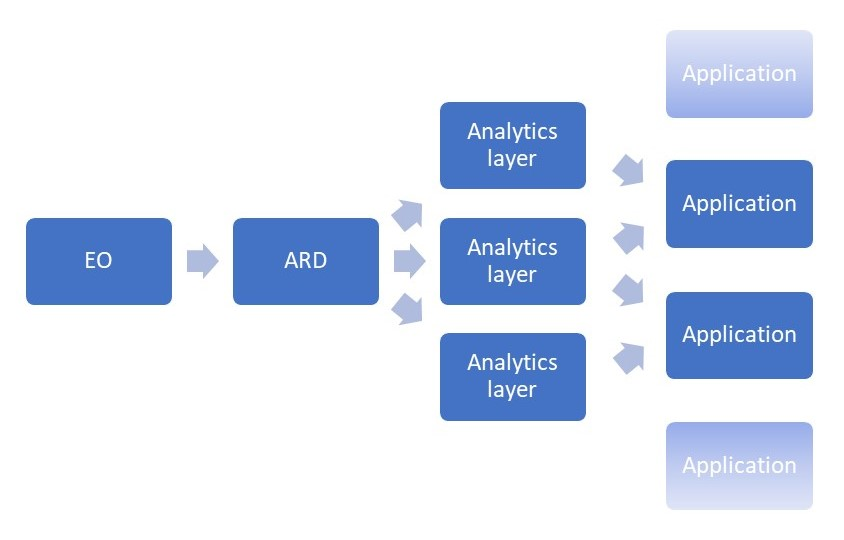 EO
ARD
Analytics
layer
Analytics
layer
Analytics
layer
Application
Application
Application
Application